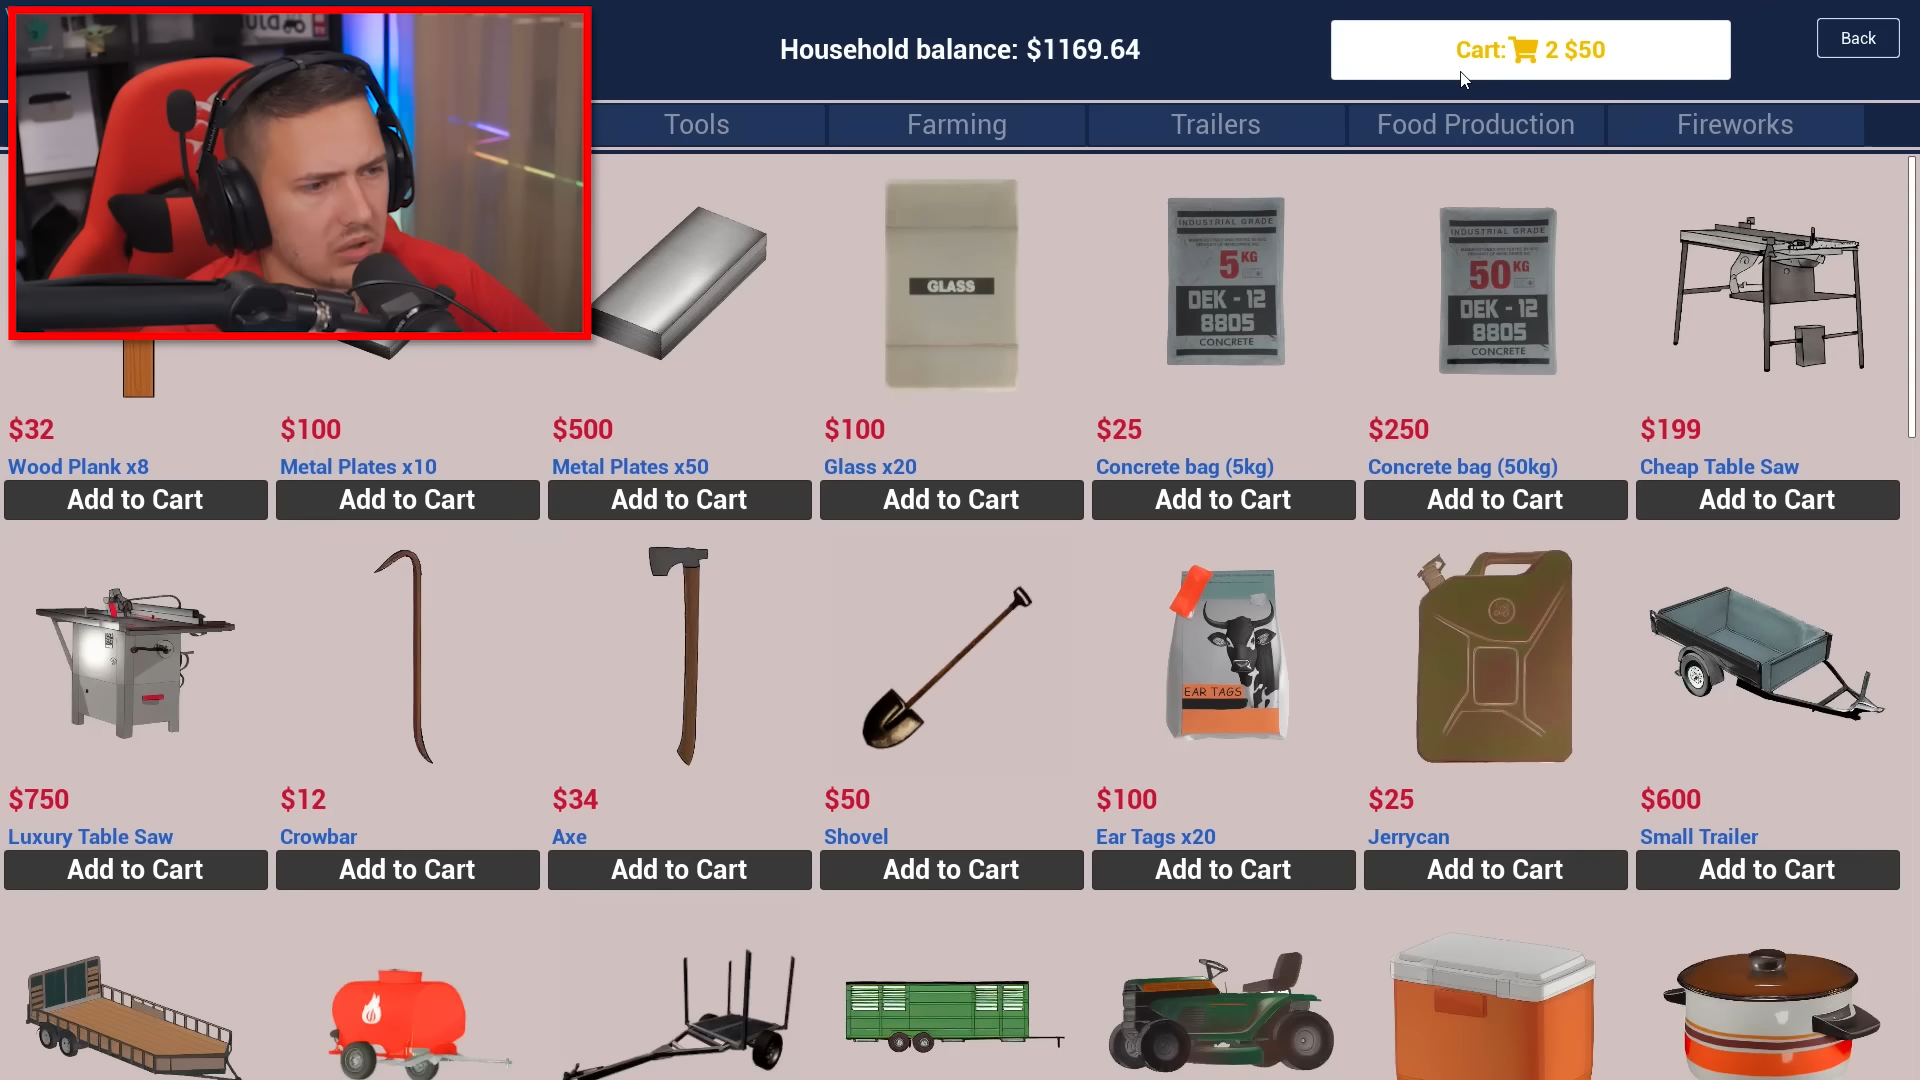 Household balance: $1169.64
Cart: 2 $50
Back
Tools
Farming
Trailers
Food Production
Fireworks
GLASS
INDUSTRIAL GRADE
5KG
DEK - 12
8805
CONCRETE
INDUSTRIAL GRADE
50KG
DEK - 12
8805
CONCRETE
$32
$100
$500
$100
$25
$250
$199
Wood Plank x8
Metal Plates x10
Metal Plates x50
Glass x20
Concrete bag (5kg)
Concrete bag (50kg)
Cheap Table Saw
Add to Cart
Add to Cart
Add to Cart
Add to Cart
Add to Cart
Add to Cart
Add to Cart
EAR TAGS
$750
$12
$34
$50
$100
$25
$600
Luxury Table Saw
Crowbar
Axe
Shovel
Ear Tags x20
Jerrycan
Small Trailer
Add to Cart
Add to Cart
Add to Cart
Add to Cart
Add to Cart
Add to Cart
Add to Cart